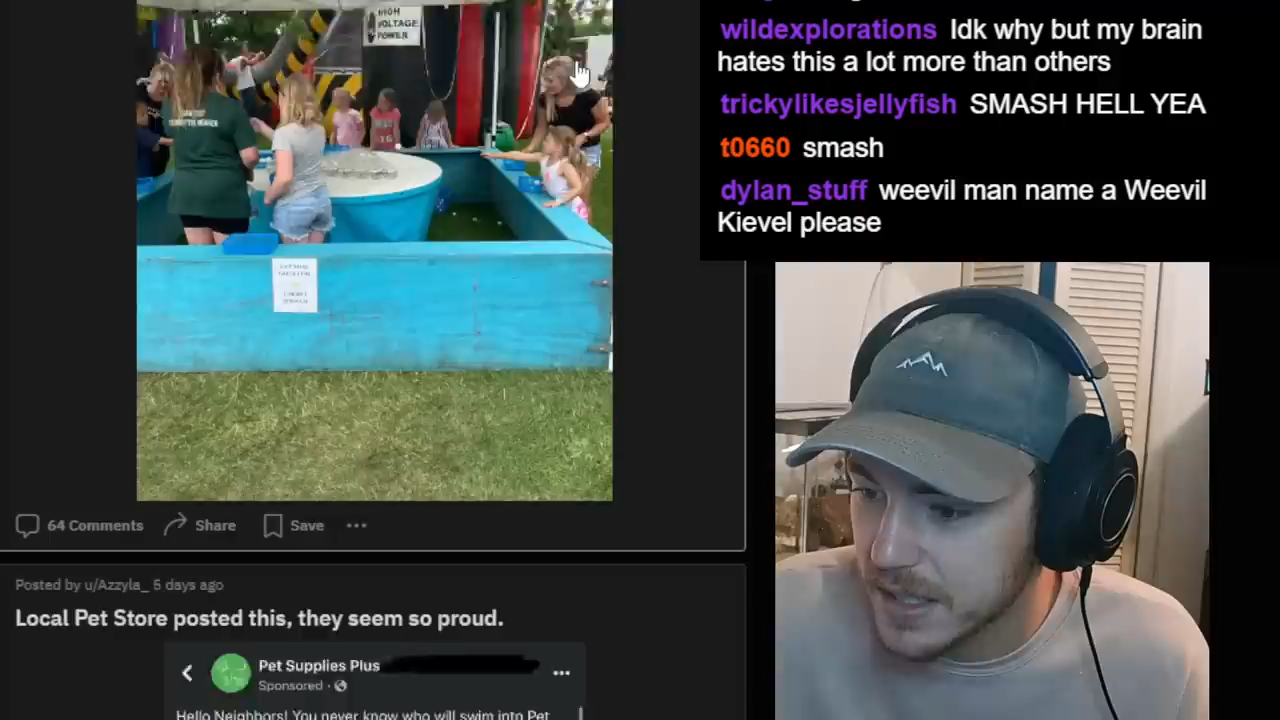 HIGH
VOLTAGE
POWER
64 Comments Share Save
Posted by u/Azzyla_ 5 days ago
Local Pet Store posted this, they seem so proud.
Pet Supplies Plus
Sponsored ·
Hello Neighbors! You never know who will swim into Pet
wildexplorations Idk why but my brain
hates this a lot more than others
trickylikesjellyfish SMASH HELL YEA
t0660 smash
dylan_stuff weevil man name a Weevil
Kievel please